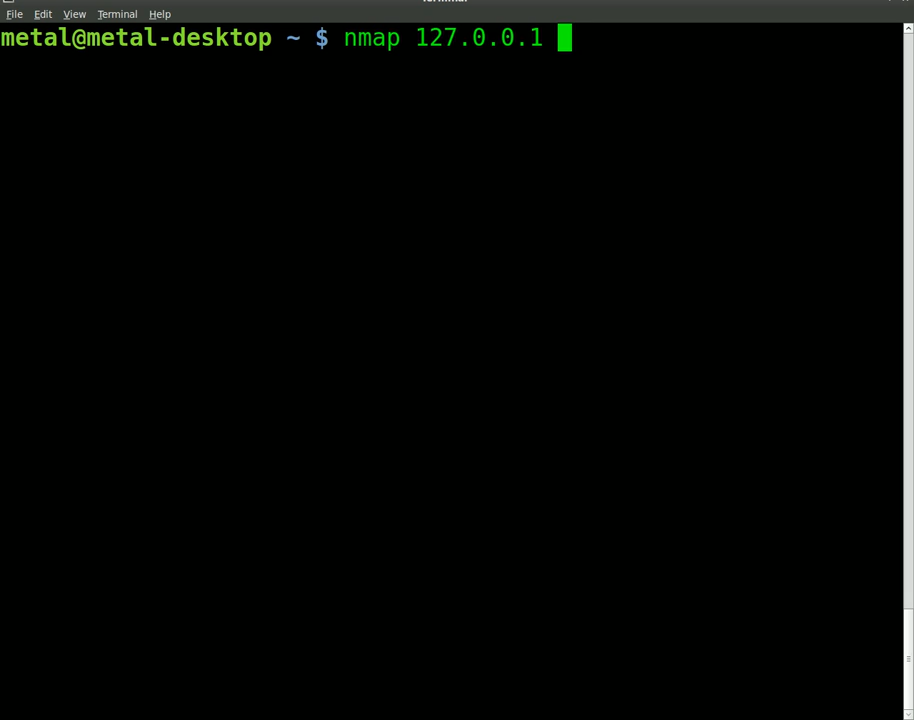 File Edit View Terminal Help
metal@metal-desktop ~ $ nmap 127.0.0.1